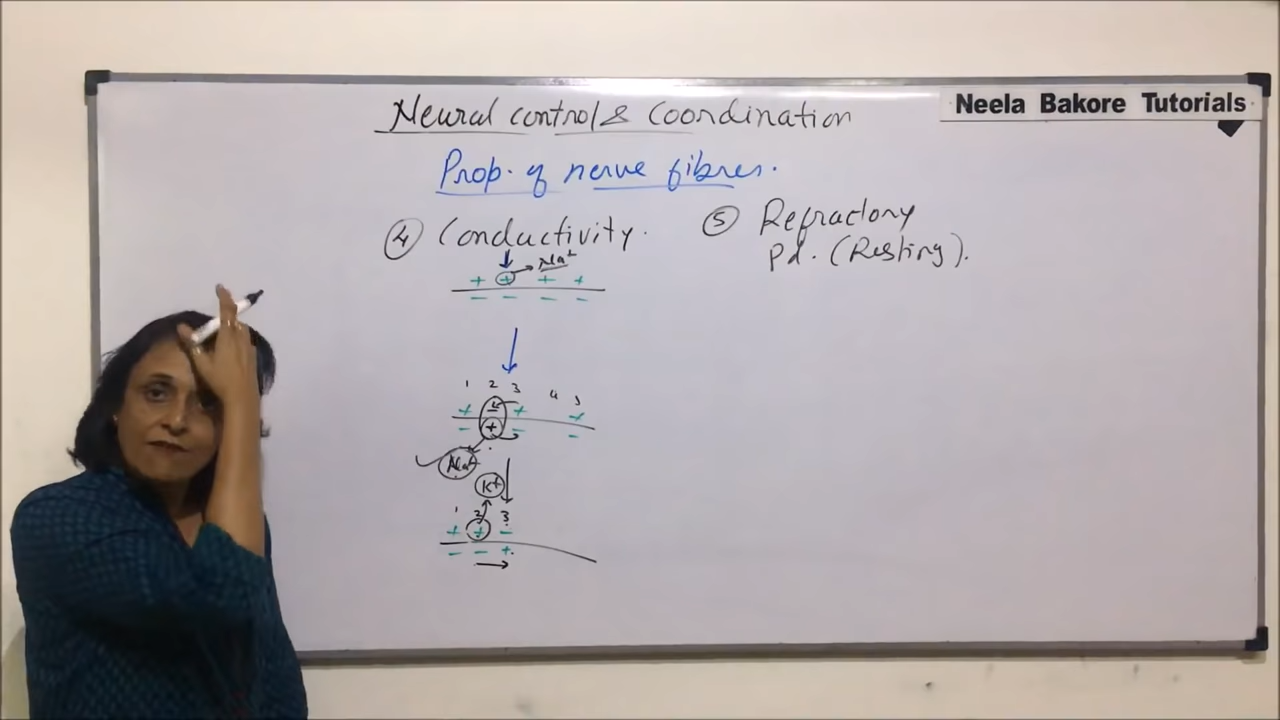 Neela Bakore Tutorials
Neural control & Coordination
Prop. of nerve fibres.
④ Conductivity.
⑤ Refractory
Pd. (Resting).
Na⁺
+ + + +
− − − −
1 2 3 4 5
+ − + +
− + − −
Na⁺
K⁺
1 2 3
+ + −
− − +